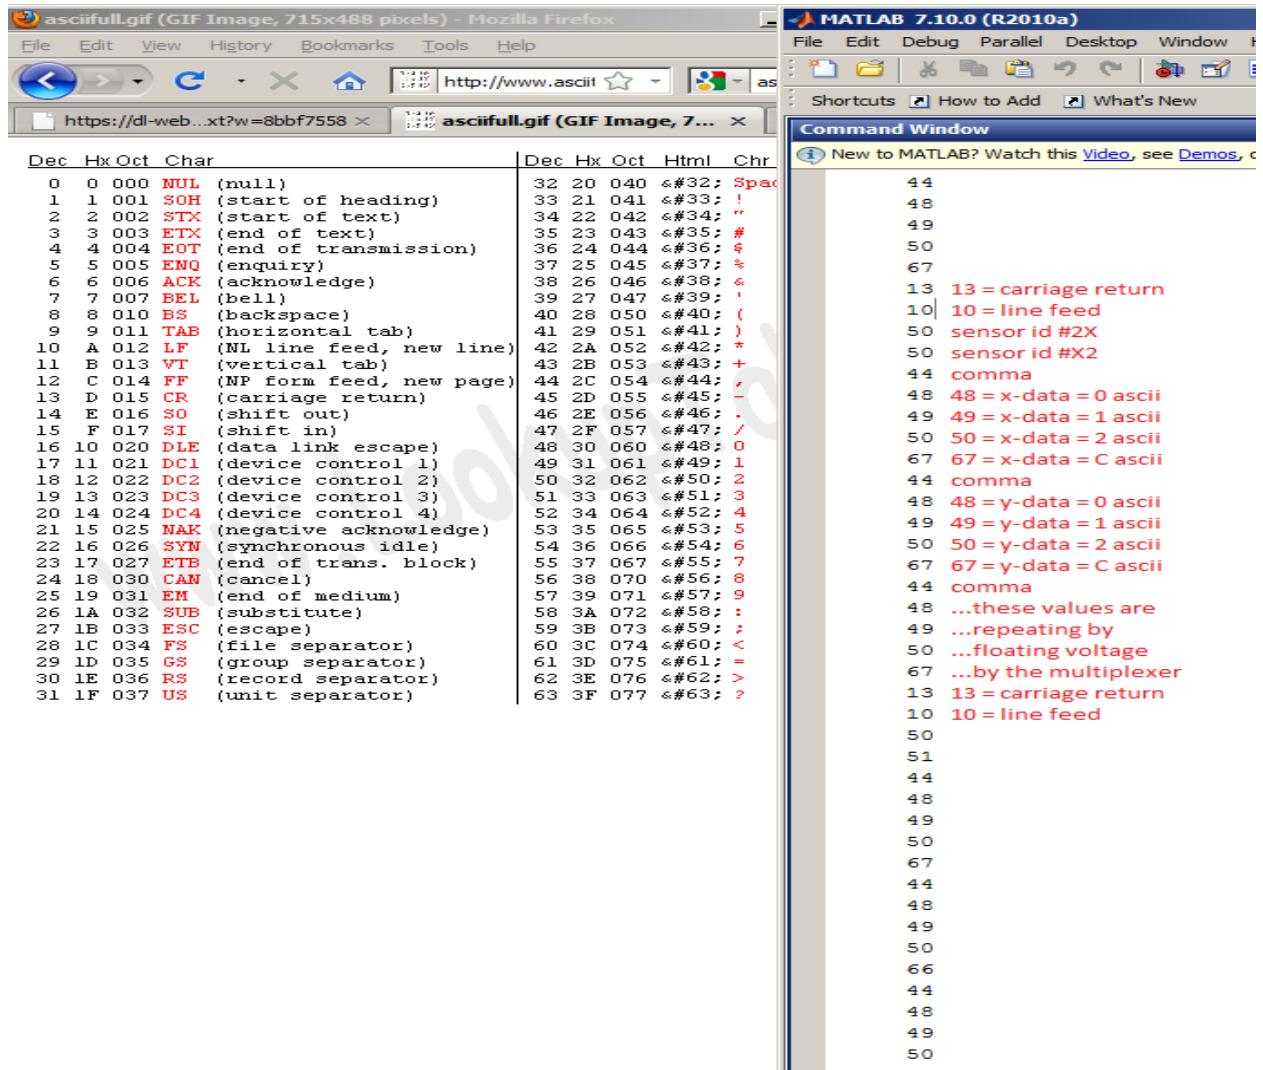 asciifull.gif (GIF Image, 715x488 pixels) - Mozilla Firefox
File Edit View History Bookmarks Tools Help
http://www.asciit as
https://dl-web...xt?w=8bbf7558 asciifull.gif (GIF Image, 7...
Dec Hx Oct Char Dec Hx Oct Html Chr
0 0 000 NUL (null) 32 20 040 &#32; Spac
1 1 001 SOH (start of heading) 33 21 041 &#33; !
2 2 002 STX (start of text) 34 22 042 &#34; "
3 3 003 ETX (end of text) 35 23 043 &#35; #
4 4 004 EOT (end of transmission) 36 24 044 &#36; $
5 5 005 ENQ (enquiry) 37 25 045 &#37; %
6 6 006 ACK (acknowledge) 38 26 046 &#38; &
7 7 007 BEL (bell) 39 27 047 &#39; '
8 8 010 BS (backspace) 40 28 050 &#40; (
9 9 011 TAB (horizontal tab) 41 29 051 &#41; )
10 A 012 LF (NL line feed, new line) 42 2A 052 &#42; *
11 B 013 VT (vertical tab) 43 2B 053 &#43; +
12 C 014 FF (NP form feed, new page) 44 2C 054 &#44; ,
13 D 015 CR (carriage return) 45 2D 055 &#45; -
14 E 016 SO (shift out) 46 2E 056 &#46; .
15 F 017 SI (shift in) 47 2F 057 &#47; /
16 10 020 DLE (data link escape) 48 30 060 &#48; 0
17 11 021 DC1 (device control 1) 49 31 061 &#49; 1
18 12 022 DC2 (device control 2) 50 32 062 &#50; 2
19 13 023 DC3 (device control 3) 51 33 063 &#51; 3
20 14 024 DC4 (device control 4) 52 34 064 &#52; 4
21 15 025 NAK (negative acknowledge) 53 35 065 &#53; 5
22 16 026 SYN (synchronous idle) 54 36 066 &#54; 6
23 17 027 ETB (end of trans. block) 55 37 067 &#55; 7
24 18 030 CAN (cancel) 56 38 070 &#56; 8
25 19 031 EM (end of medium) 57 39 071 &#57; 9
26 1A 032 SUB (substitute) 58 3A 072 &#58; :
27 1B 033 ESC (escape) 59 3B 073 &#59; ;
28 1C 034 FS (file separator) 60 3C 074 &#60; <
29 1D 035 GS (group separator) 61 3D 075 &#61; =
30 1E 036 RS (record separator) 62 3E 076 &#62; >
31 1F 037 US (unit separator) 63 3F 077 &#63; ?
www.LookupTa
MATLAB 7.10.0 (R2010a)
File Edit Debug Parallel Desktop Window H
Shortcuts How to Add What's New
Command Window
New to MATLAB? Watch this Video, see Demos, o
44
48
49
50
67
13 13 = carriage return
10 10 = line feed
50 sensor id #2X
50 sensor id #X2
44 comma
48 48 = x-data = 0 ascii
49 49 = x-data = 1 ascii
50 50 = x-data = 2 ascii
67 67 = x-data = C ascii
44 comma
48 48 = y-data = 0 ascii
49 49 = y-data = 1 ascii
50 50 = y-data = 2 ascii
67 67 = y-data = C ascii
44 comma
48 ...these values are
49 ...repeating by
50 ...floating voltage
67 ...by the multiplexer
13 13 = carriage return
10 10 = line feed
50
51
44
48
49
50
67
44
48
49
50
66
44
48
49
50